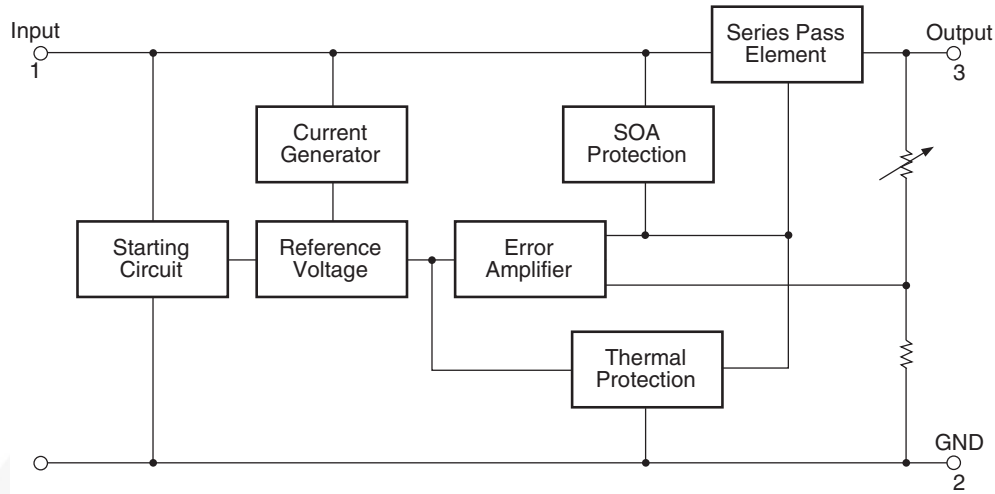 Input
1
Series Pass
Element
Output
3
Current
Generator
SOA
Protection
Starting
Circuit
Reference
Voltage
Error
Amplifier
Thermal
Protection
GND
2